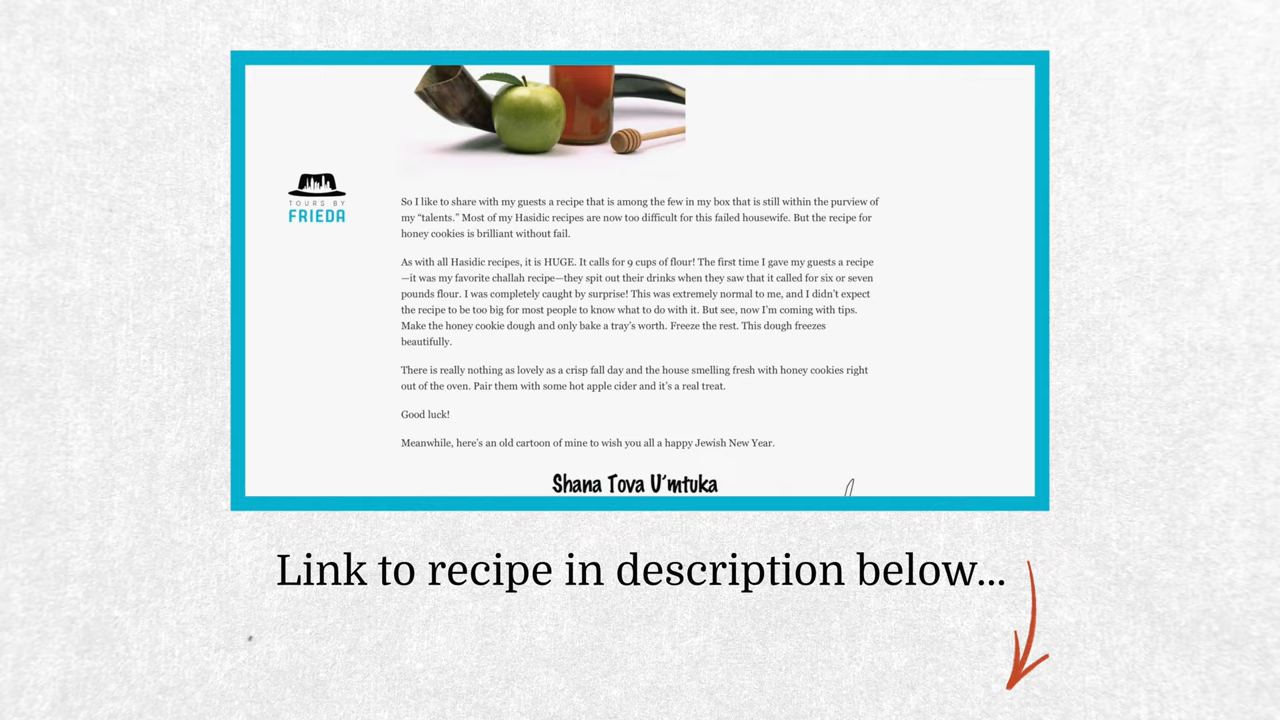 TOURS BY
FRIEDA
So I like to share with my guests a recipe that is among the few in my box that is still within the purview of
my “talents.” Most of my Hasidic recipes are now too difficult for this failed housewife. But the recipe for
honey cookies is brilliant without fail.
As with all Hasidic recipes, it is HUGE. It calls for 9 cups of flour! The first time I gave my guests a recipe
—it was my favorite challah recipe—they spit out their drinks when they saw that it called for six or seven
pounds flour. I was completely caught by surprise! This was extremely normal to me, and I didn’t expect
the recipe to be too big for most people to know what to do with it. But see, now I’m coming with tips.
Make the honey cookie dough and only bake a tray’s worth. Freeze the rest. This dough freezes
beautifully.
There is really nothing as lovely as a crisp fall day and the house smelling fresh with honey cookies right
out of the oven. Pair them with some hot apple cider and it’s a real treat.
Good luck!
Meanwhile, here’s an old cartoon of mine to wish you all a happy Jewish New Year.
Shana Tova U’mtuka
Link to recipe in description below...